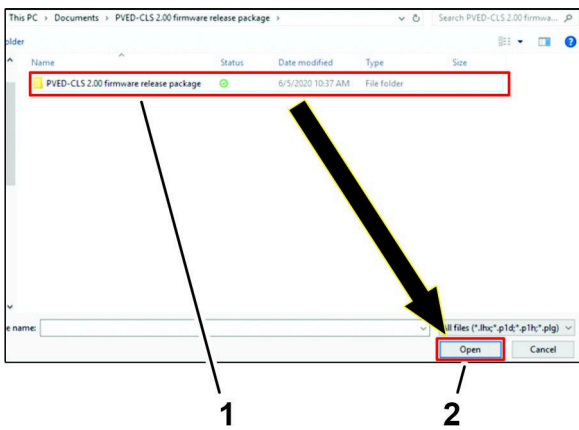 This PC > Documents > PVED-CLS 2.00 firmware release package >
Search PVED-CLS 2.00 firmwa...
older
Name Status Date modified Type Size
PVED-CLS 2.00 firmware release package 6/5/2020 10:37 AM File folder
e name:
All files (*.lhx;*.p1d;*.p1h;*.plg)
Open Cancel
1 2